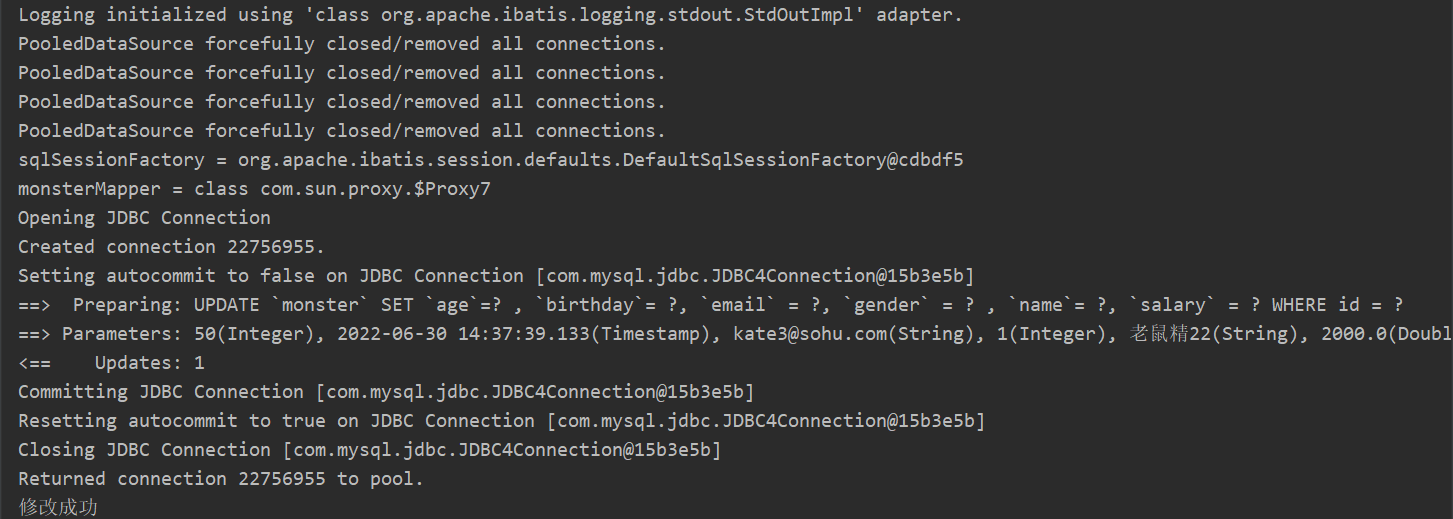 Logging initialized using 'class org.apache.ibatis.logging.stdout.StdOutImpl' adapter.
PooledDataSource forcefully closed/removed all connections.
PooledDataSource forcefully closed/removed all connections.
PooledDataSource forcefully closed/removed all connections.
PooledDataSource forcefully closed/removed all connections.
sqlSessionFactory = org.apache.ibatis.session.defaults.DefaultSqlSessionFactory@cdbdf5
monsterMapper = class com.sun.proxy.$Proxy7
Opening JDBC Connection
Created connection 22756955.
Setting autocommit to false on JDBC Connection [com.mysql.jdbc.JDBC4Connection@15b3e5b]
==>  Preparing: UPDATE `monster` SET `age`=? , `birthday`= ?, `email` = ?, `gender` = ? , `name`= ?, `salary` = ? WHERE id = ?
==> Parameters: 50(Integer), 2022-06-30 14:37:39.133(Timestamp), kate3@sohu.com(String), 1(Integer), 老鼠精22(String), 2000.0(Doubl
<==    Updates: 1
Committing JDBC Connection [com.mysql.jdbc.JDBC4Connection@15b3e5b]
Resetting autocommit to true on JDBC Connection [com.mysql.jdbc.JDBC4Connection@15b3e5b]
Closing JDBC Connection [com.mysql.jdbc.JDBC4Connection@15b3e5b]
Returned connection 22756955 to pool.
修改成功